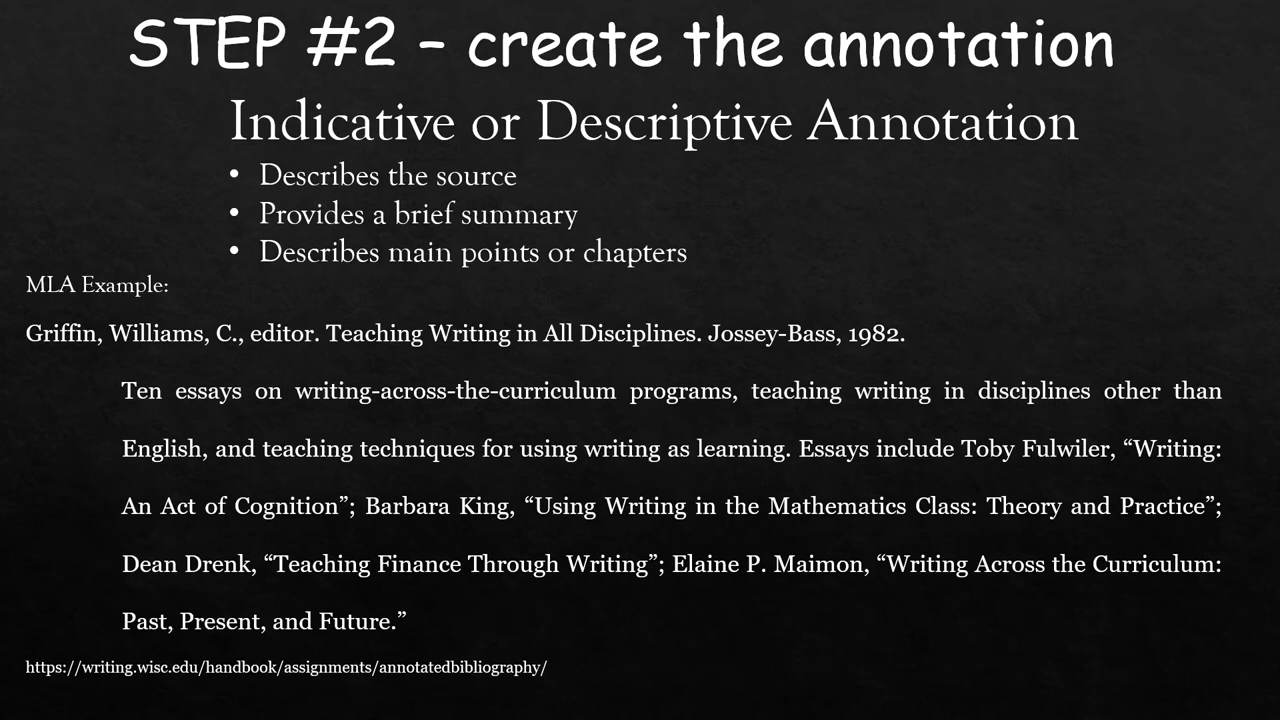 STEP #2 – create the annotation
Indicative or Descriptive Annotation
• Describes the source
• Provides a brief summary
• Describes main points or chapters
MLA Example:
Griffin, Williams, C., editor. Teaching Writing in All Disciplines. Jossey-Bass, 1982.
Ten essays on writing-across-the-curriculum programs, teaching writing in disciplines other than
English, and teaching techniques for using writing as learning. Essays include Toby Fulwiler, “Writing:
An Act of Cognition”; Barbara King, “Using Writing in the Mathematics Class: Theory and Practice”;
Dean Drenk, “Teaching Finance Through Writing”; Elaine P. Maimon, “Writing Across the Curriculum:
Past, Present, and Future.”
https://writing.wisc.edu/handbook/assignments/annotatedbibliography/